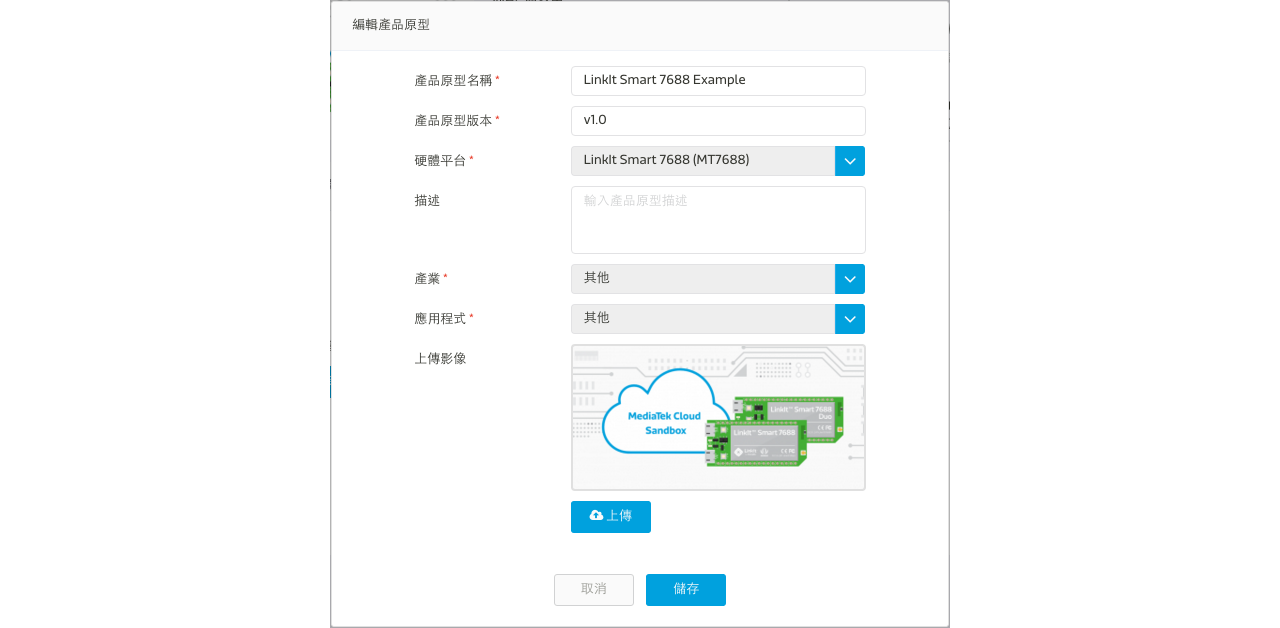 編輯產品原型
產品原型名稱 *
LinkIt Smart 7688 Example
產品原型版本 *
v1.0
硬體平台 *
LinkIt Smart 7688 (MT7688)
描述
輸入產品原型描述
產業 *
其他
應用程式 *
其他
上傳影像
MediaTek Cloud
Sandbox
LinkIt™ Smart 7688
Duo
LinkIt™ Smart 7688
上傳
取消
儲存